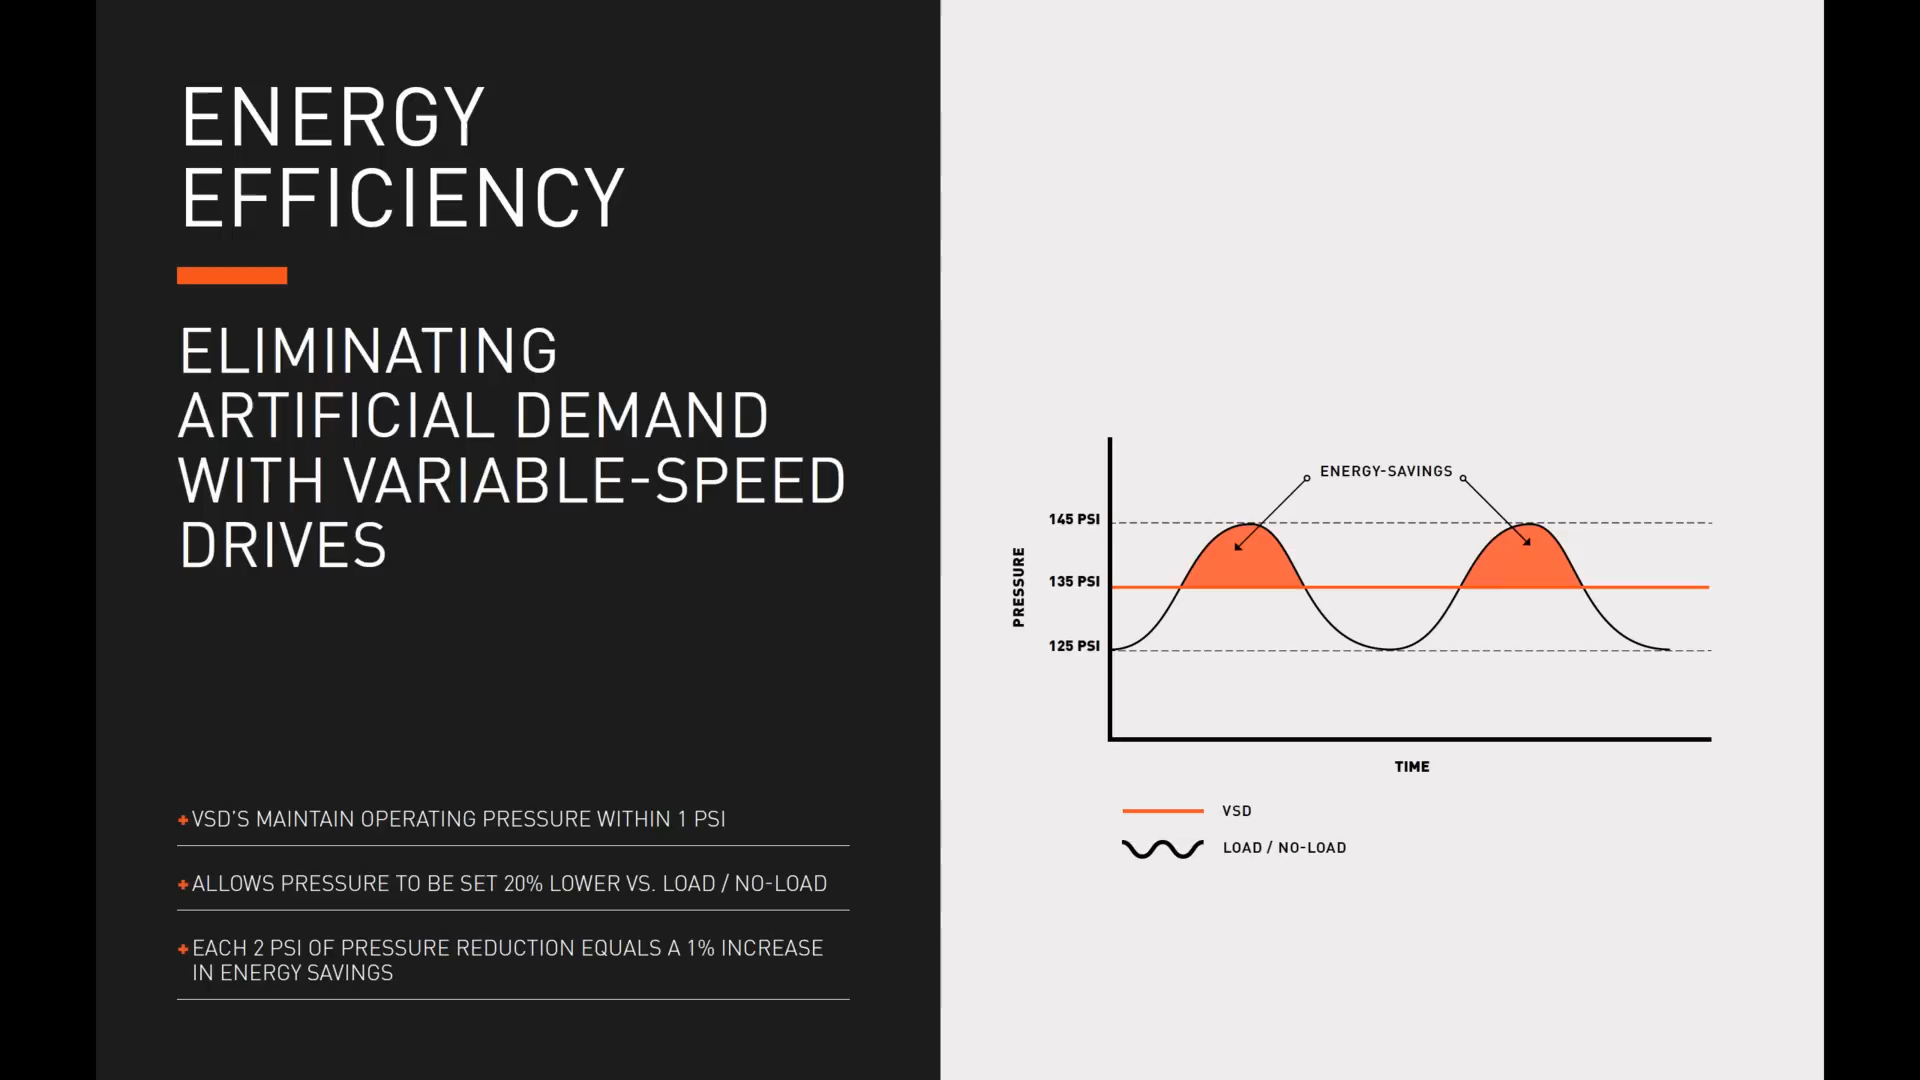 ENERGY
EFFICIENCY
ELIMINATING
ARTIFICIAL DEMAND
WITH VARIABLE-SPEED
DRIVES
+VSD'S MAINTAIN OPERATING PRESSURE WITHIN 1 PSI
+ALLOWS PRESSURE TO BE SET 20% LOWER VS. LOAD / NO-LOAD
+EACH 2 PSI OF PRESSURE REDUCTION EQUALS A 1% INCREASE
IN ENERGY SAVINGS
ENERGY-SAVINGS
145 PSI
135 PSI
125 PSI
PRESSURE
TIME
VSD
LOAD / NO-LOAD